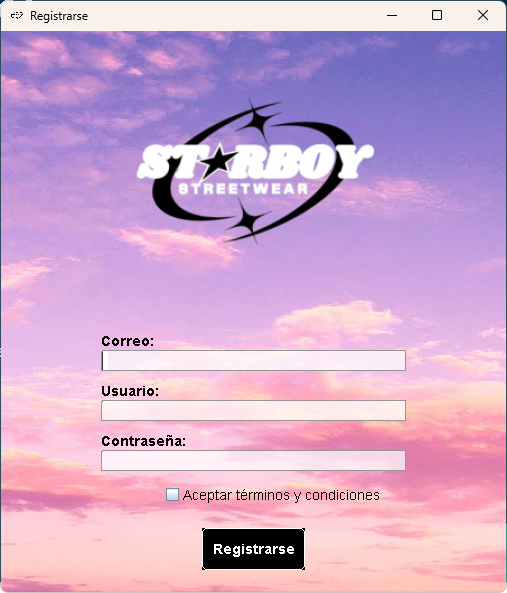 Registrarse
STARBOY
STREETWEAR
Correo:
Usuario:
Contraseña:
Aceptar términos y condiciones
Registrarse